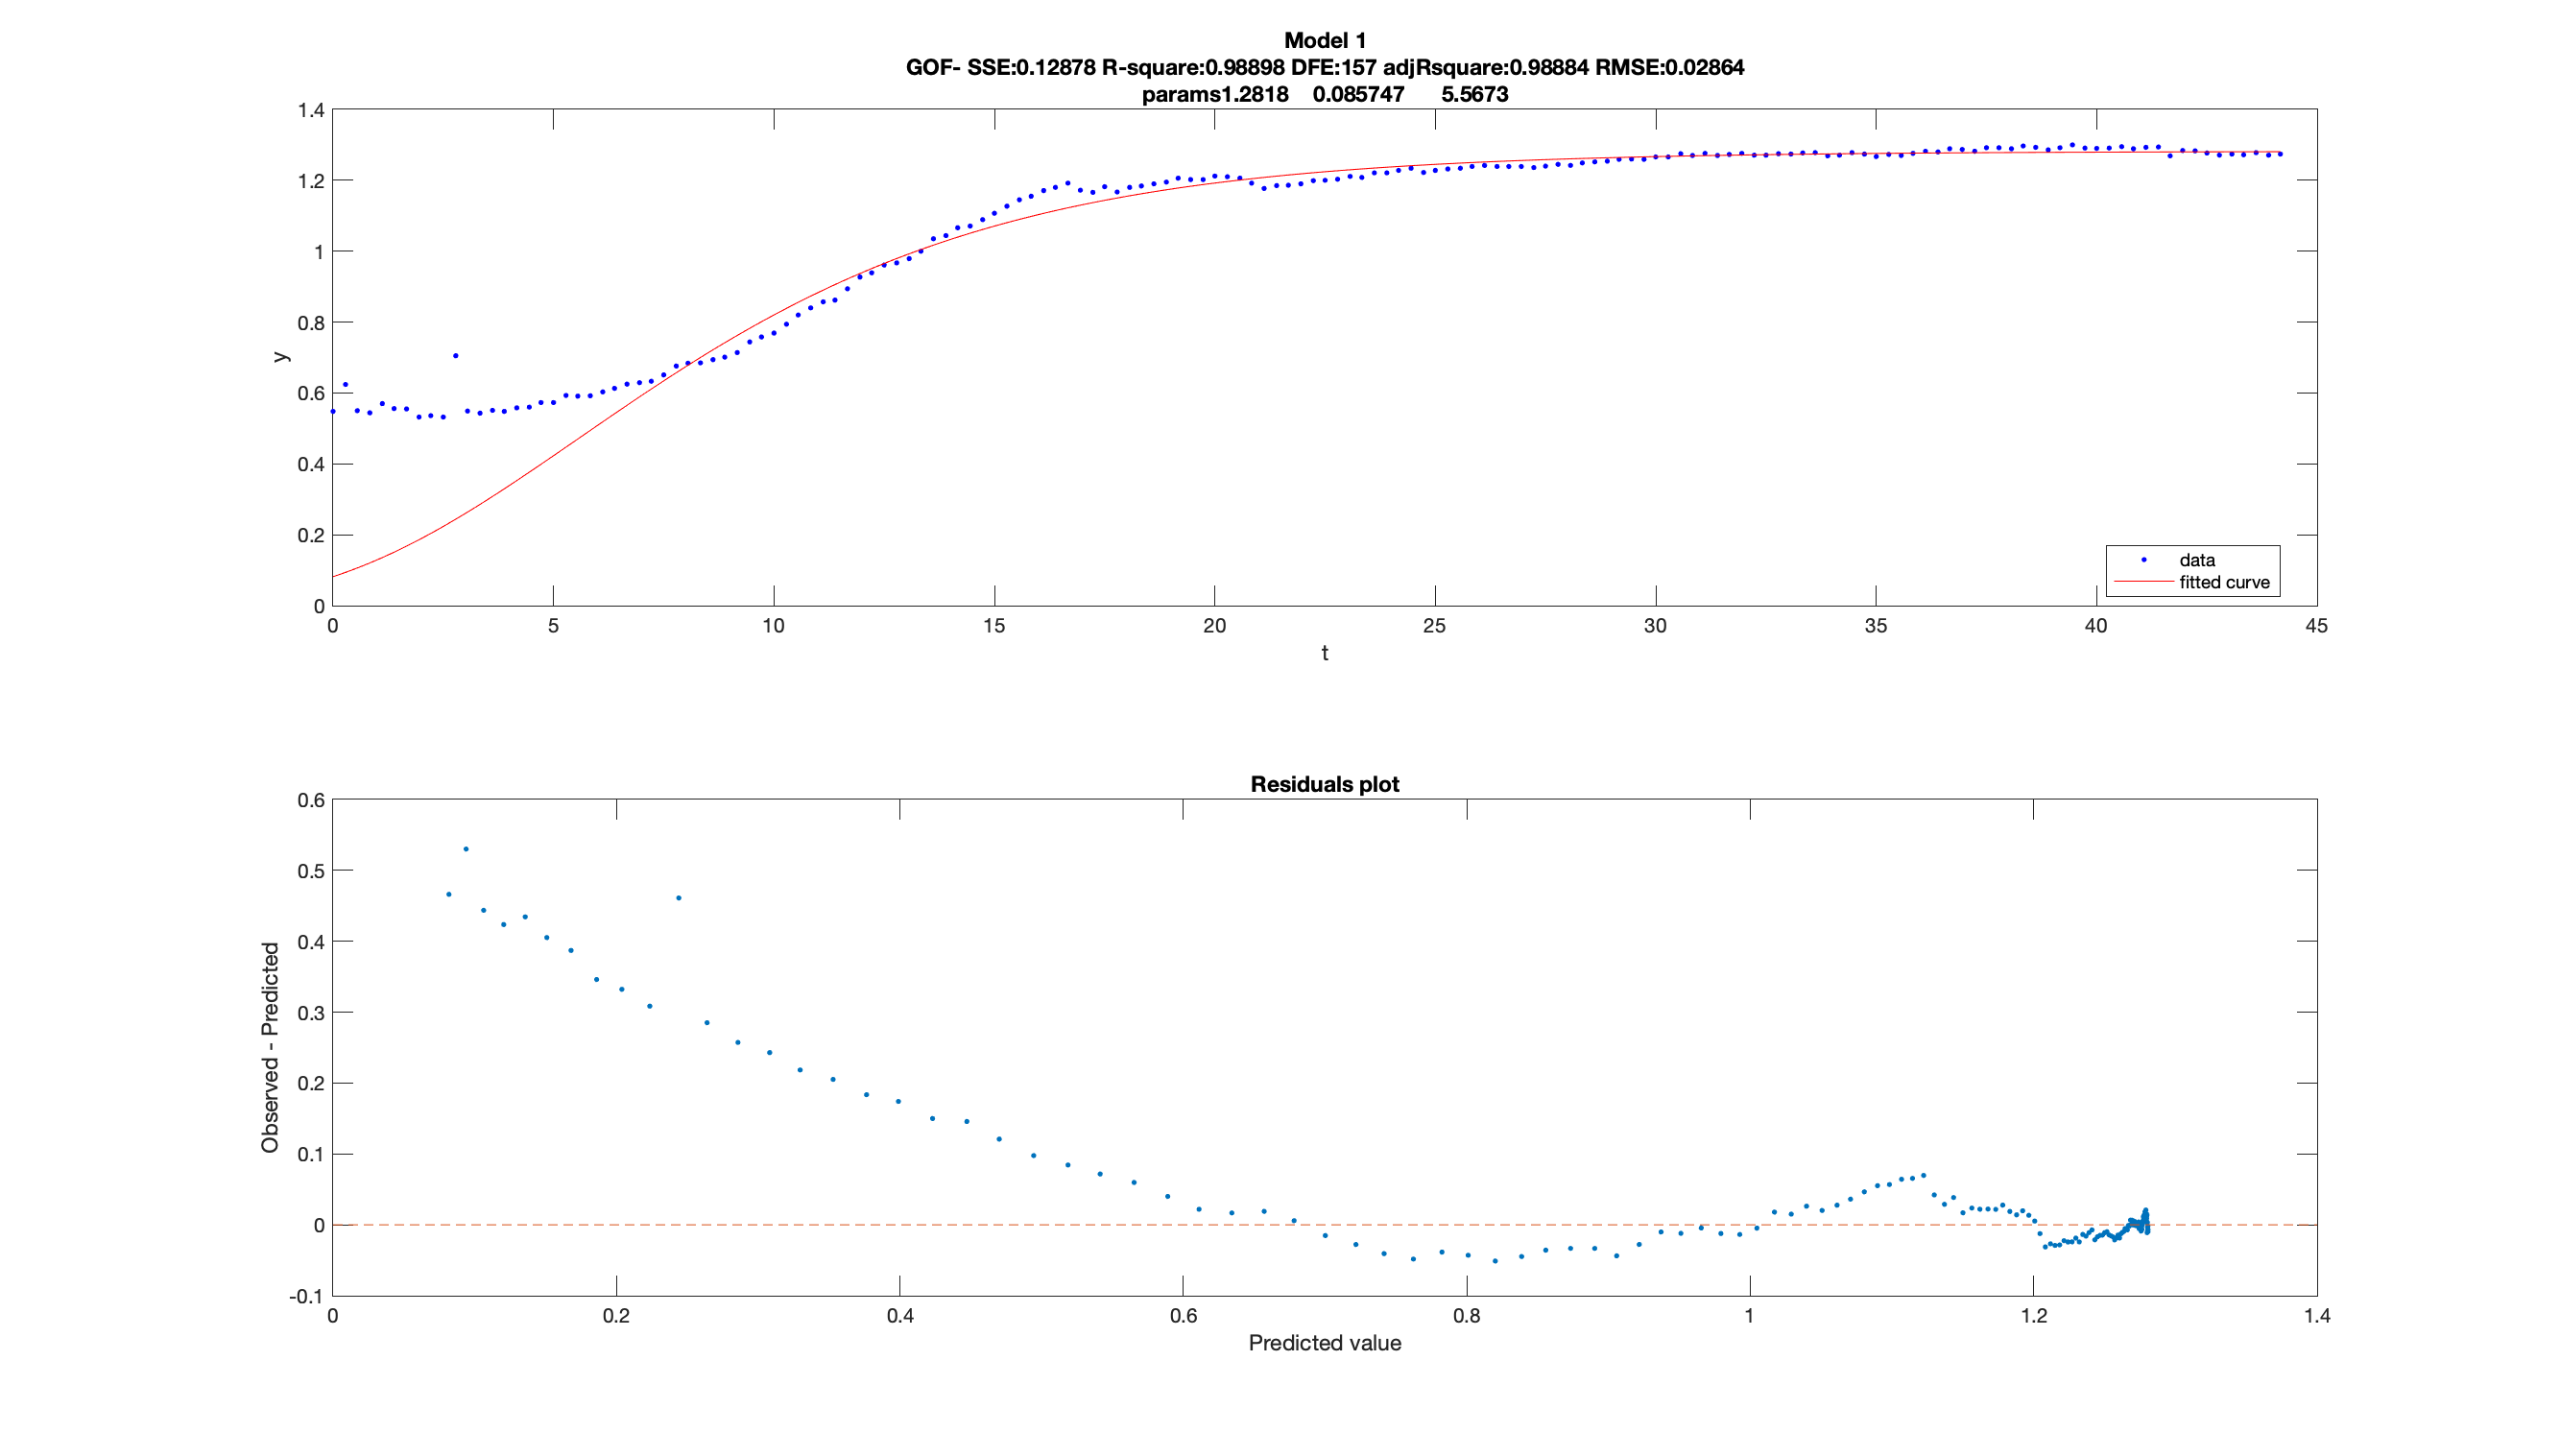 Model 1
GOF- SSE:0.12878 R-square:0.98898 DFE:157 adjRsquare:0.98884 RMSE:0.02864
params1.2818 0.085747 5.5673
1.4
1.2
1
0.8
0.6
0.4
0.2
0
y
0 5 10 15 20 25 30 35 40 45
t
data
fitted curve
Residuals plot
0.6
0.5
0.4
0.3
0.2
0.1
0
-0.1
Observed - Predicted
0 0.2 0.4 0.6 0.8 1 1.2 1.4
Predicted value